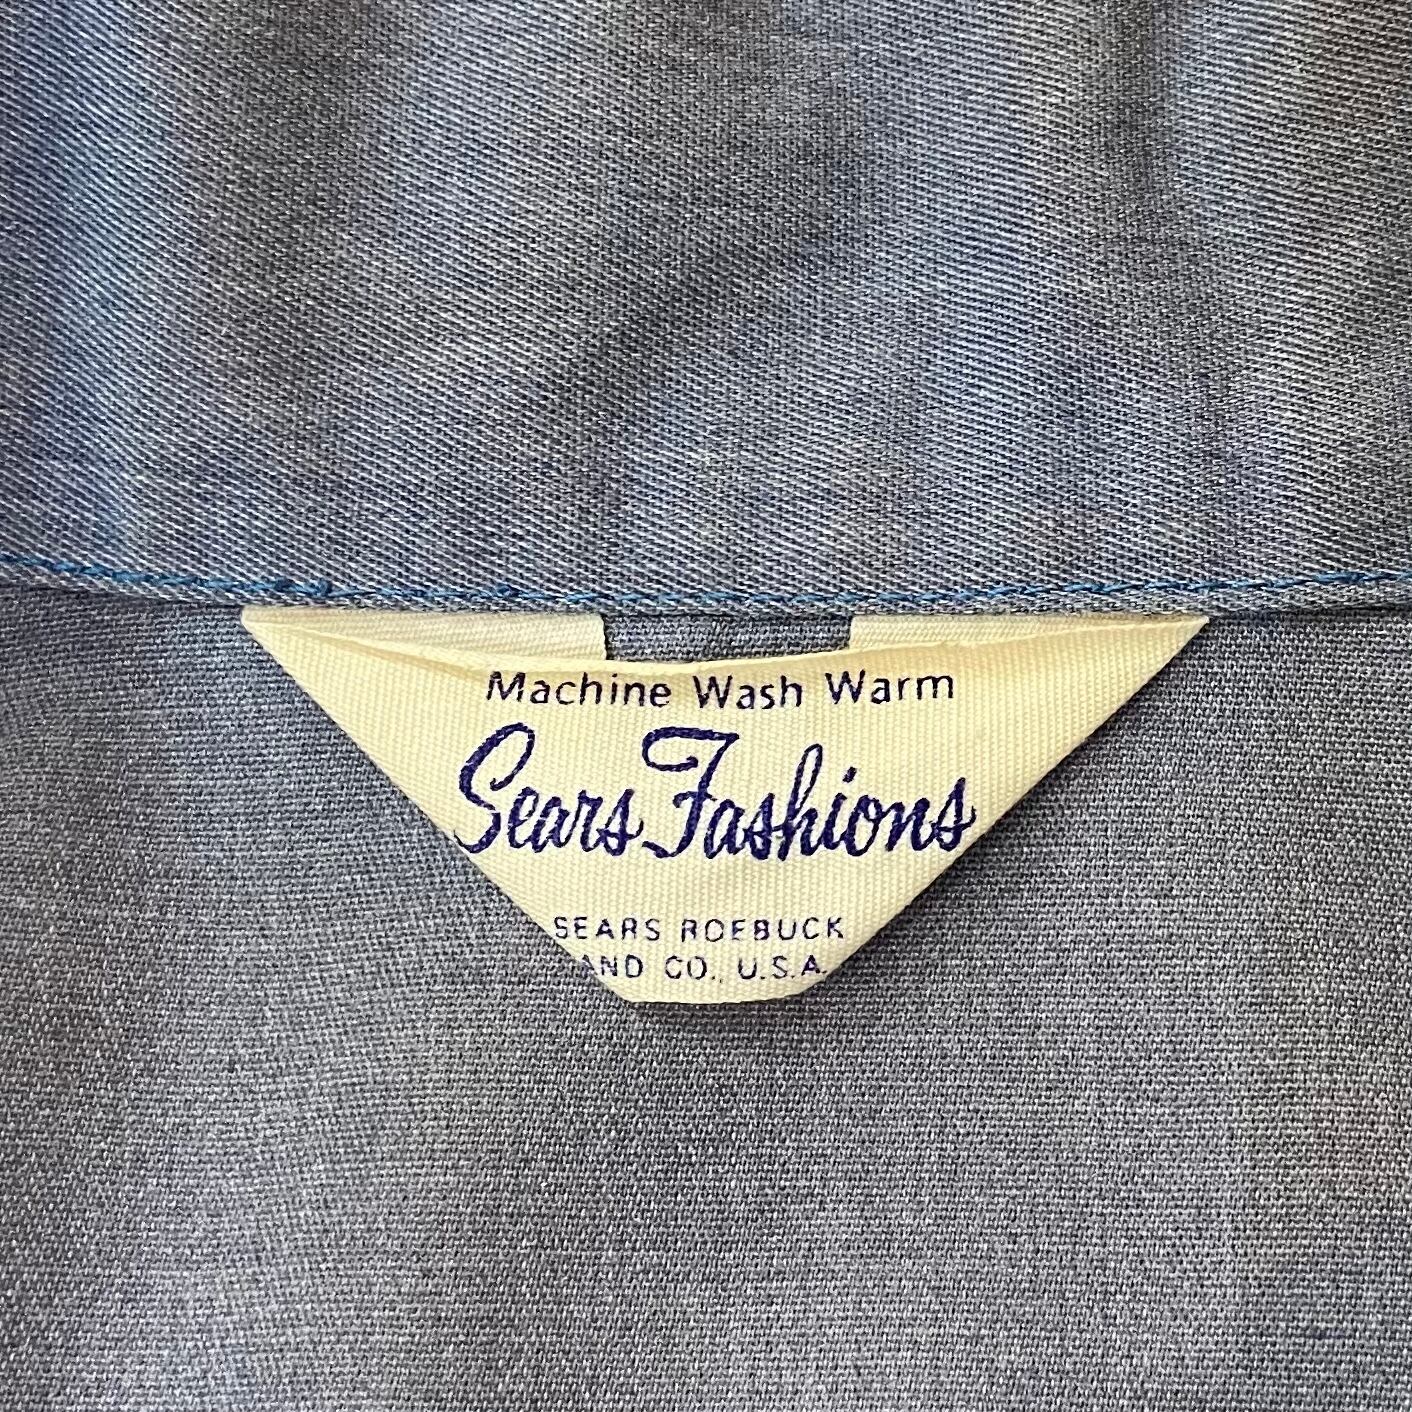 Machine Wash Warm
Sears Fashions
SEARS ROEBUCK
AND CO. U.S.A.